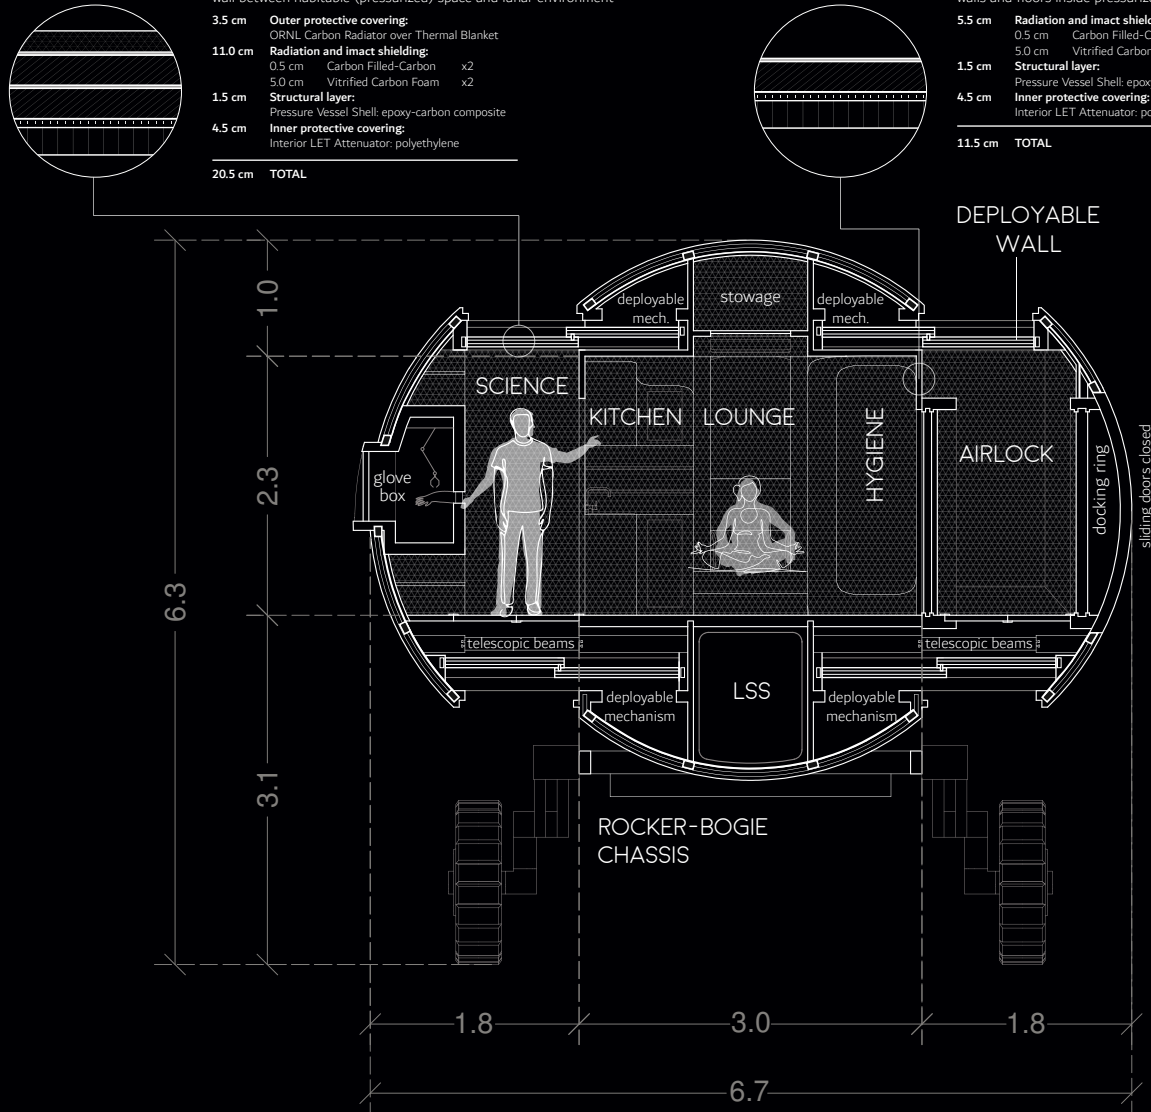 wall between habitable (pressurized) space and lunar environment
3.5 cm Outer protective covering:
ORNL Carbon Radiator over Thermal Blanket
11.0 cm Radiation and imact shielding:
0.5 cm Carbon Filled-Carbon x2
5.0 cm Vitrified Carbon Foam x2
1.5 cm Structural layer:
Pressure Vessel Shell: epoxy-carbon composite
4.5 cm Inner protective covering:
Interior LET Attenuator: polyethylene
20.5 cm TOTAL
walls and floors inside pressurize
5.5 cm Radiation and imact shiel
0.5 cm Carbon Filled-C
5.0 cm Vitrified Carbon
1.5 cm Structural layer:
Pressure Vessel Shell: epox
4.5 cm Inner protective covering:
Interior LET Attenuator: po
11.5 cm TOTAL
DEPLOYABLE
WALL
1.0
deployable
mech.
stowage
deployable
mech.
SCIENCE
KITCHEN
LOUNGE
HYGIENE
AIRLOCK
docking ring
sliding doors closed
glove
box
2.3
6.3
telescopic beams
telescopic beams
deployable
mechanism
LSS
deployable
mechanism
3.1
ROCKER-BOGIE
CHASSIS
1.8
3.0
1.8
6.7